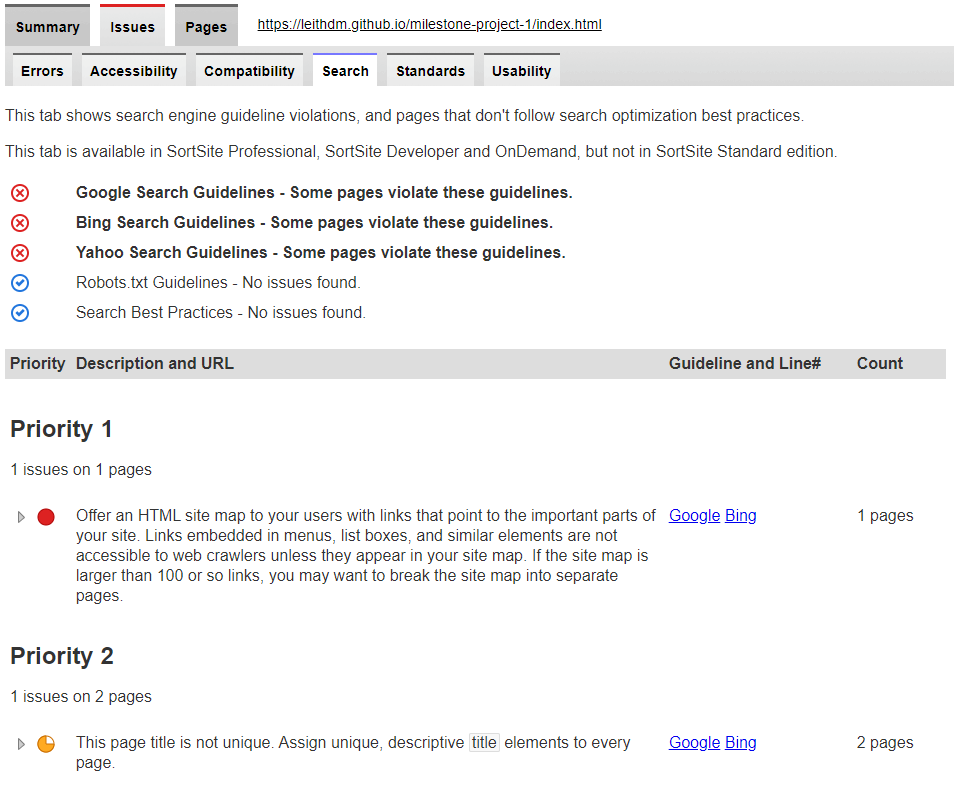 Summary Issues Pages https://leithdm.github.io/milestone-project-1/index.html
Errors Accessibility Compatibility Search Standards Usability
This tab shows search engine guideline violations, and pages that don't follow search optimization best practices.
This tab is available in SortSite Professional, SortSite Developer and OnDemand, but not in SortSite Standard edition.
Google Search Guidelines - Some pages violate these guidelines.
Bing Search Guidelines - Some pages violate these guidelines.
Yahoo Search Guidelines - Some pages violate these guidelines.
Robots.txt Guidelines - No issues found.
Search Best Practices - No issues found.
Priority Description and URL Guideline and Line# Count
Priority 1
1 issues on 1 pages
Offer an HTML site map to your users with links that point to the important parts of Google Bing 1 pages
your site. Links embedded in menus, list boxes, and similar elements are not
accessible to web crawlers unless they appear in your site map. If the site map is
larger than 100 or so links, you may want to break the site map into separate
pages.
Priority 2
1 issues on 2 pages
This page title is not unique. Assign unique, descriptive title elements to every Google Bing 2 pages
page.